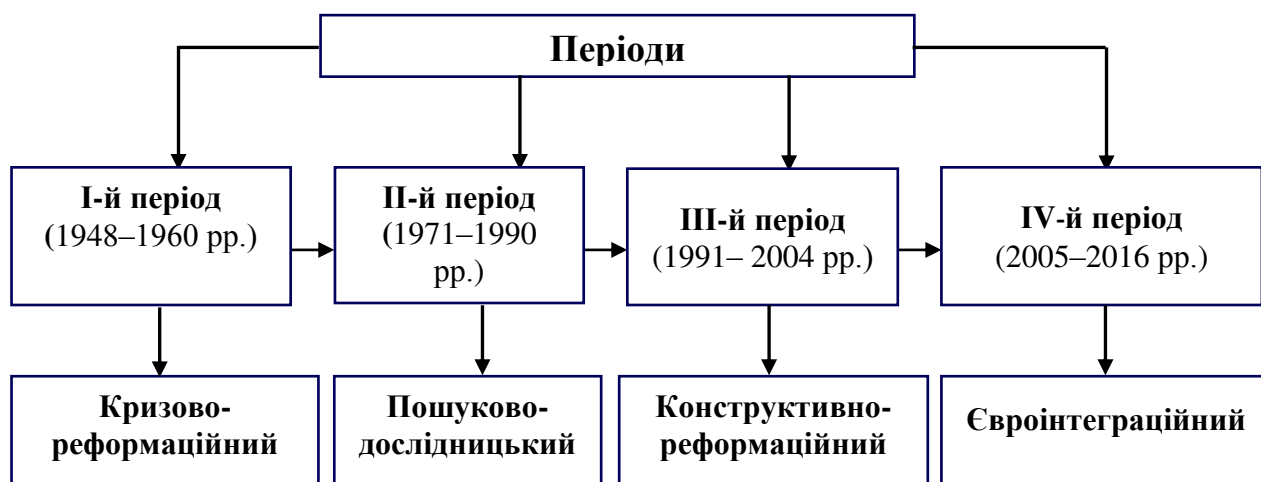 Періоди
І-й період
(1948–1960 рр.)
ІІ-й період
(1971–1990
рр.)
ІІІ-й період
(1991– 2004 рр.)
IV-й період
(2005–2016 рр.)
Кризово-
реформаційний
Пошуково-
дослідницький
Конструктивно-
реформаційний
Євроінтеграційний